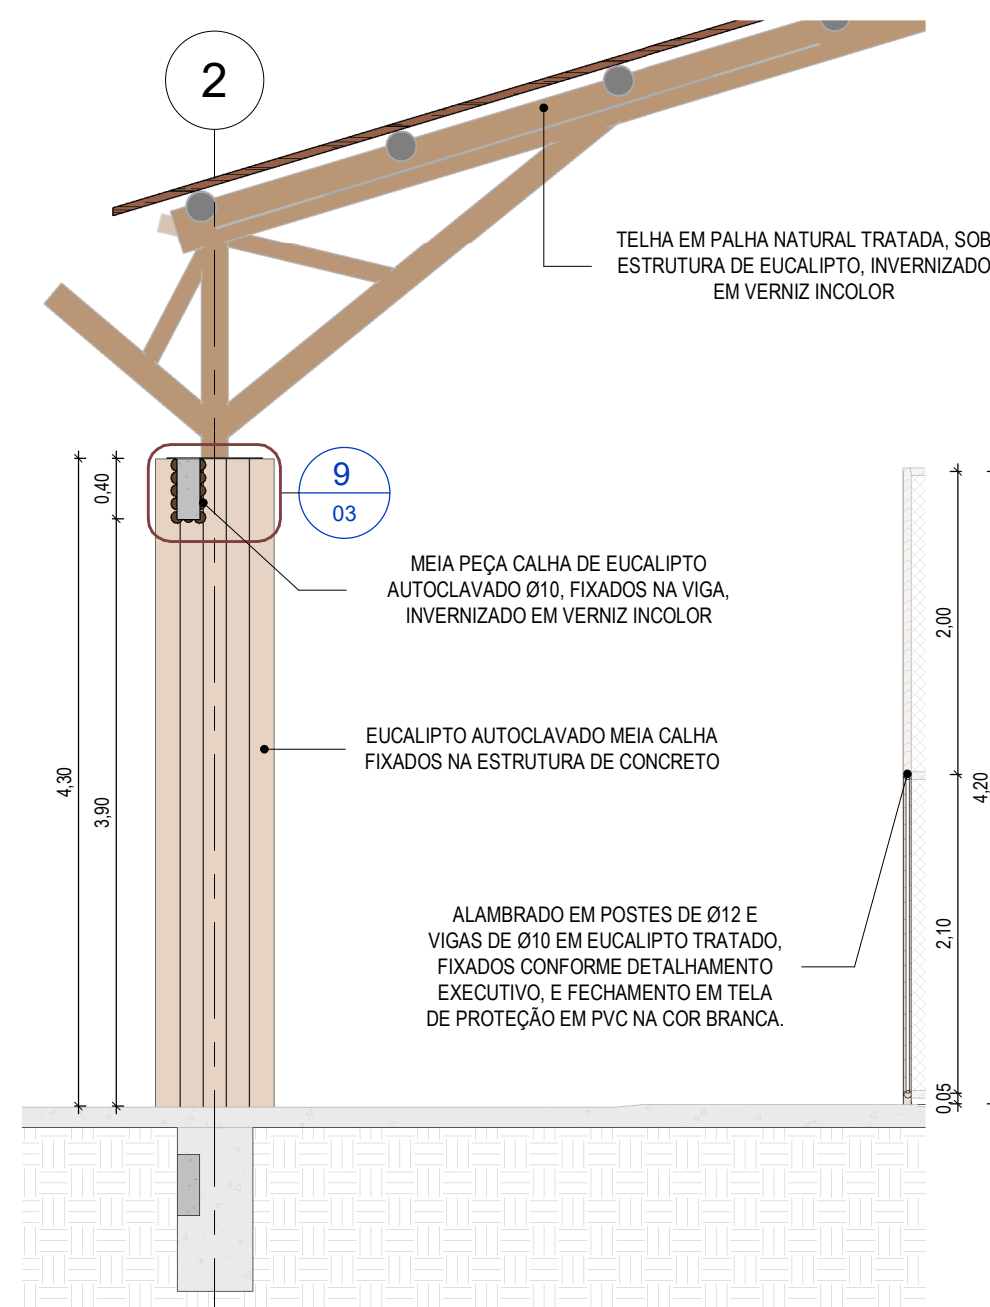 2
TELHA EM PALHA NATURAL TRATADA, SOB
ESTRUTURA DE EUCALIPTO, INVERNIZADO
EM VERNIZ INCOLOR
9
03
0,40
MEIA PEÇA CALHA DE EUCALIPTO
AUTOCLAVADO Ø10, FIXADOS NA VIGA,
INVERNIZADO EM VERNIZ INCOLOR
2,00
EUCALIPTO AUTOCLAVADO MEIA CALHA
FIXADOS NA ESTRUTURA DE CONCRETO
4,30
3,90
4,20
ALAMBRADO EM POSTES DE Ø12 E
VIGAS DE Ø10 EM EUCALIPTO TRATADO,
FIXADOS CONFORME DETALHAMENTO
EXECUTIVO, E FECHAMENTO EM TELA
DE PROTEÇÃO EM PVC NA COR BRANCA.
2,10
0,05